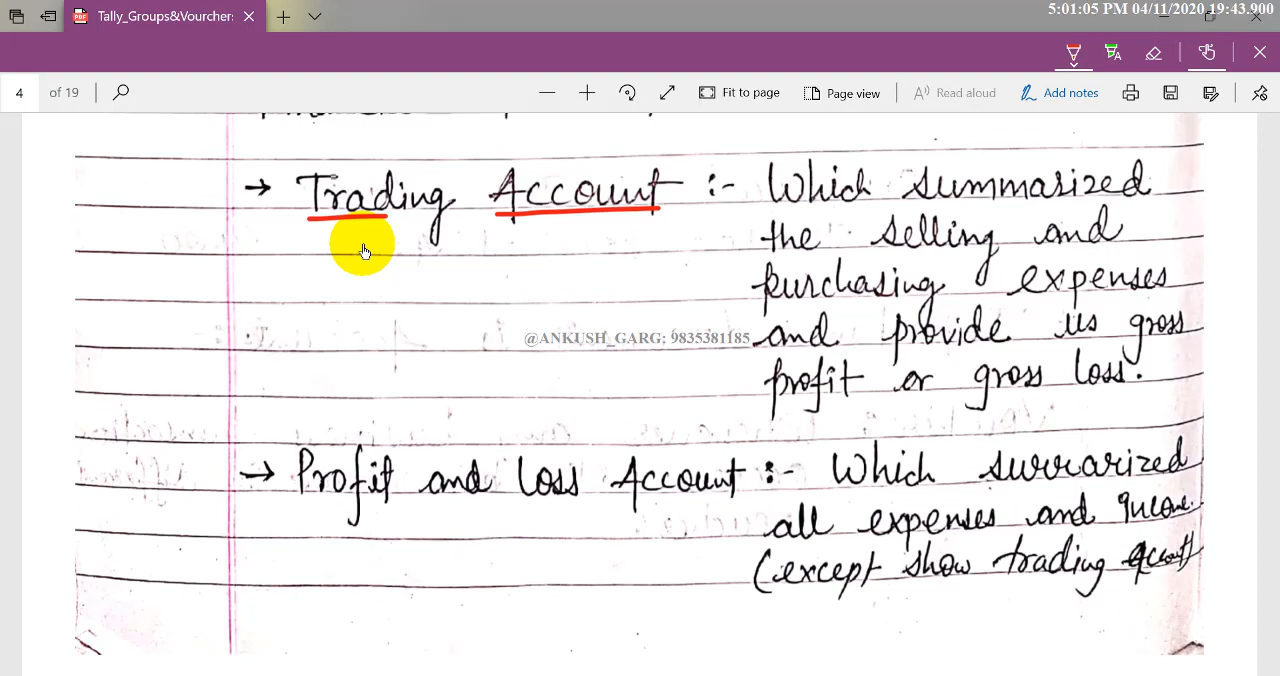 Tally_Groups&Vourchers
5:01:05 PM 04/11/2020 19:43.900
4 of 19
Fit to page
Page view
Read aloud
Add notes
→ Trading Account :- Which summarized
the selling and
purchasing expenses
@ANKUSH_GARG: 9835381185
and provide us gross
profit or gross loss.
→ Profit and Loss Account :- Which surrarized
all expenses and Income.
(except show trading account)